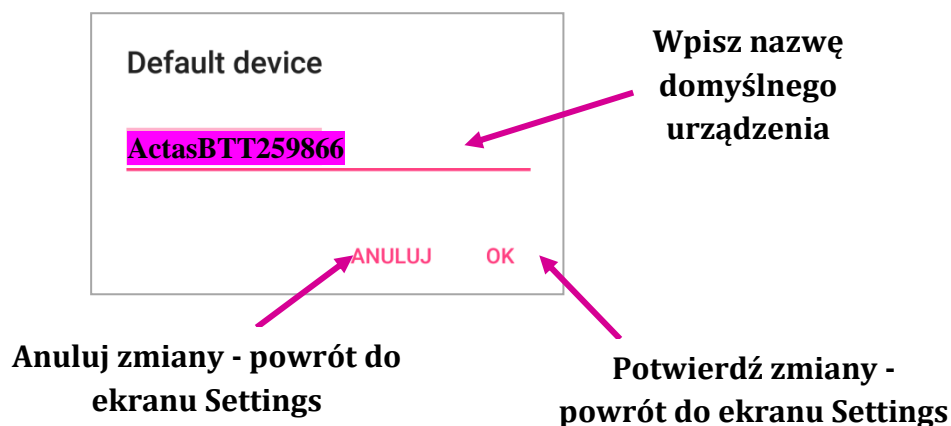 Default device
Wpisz nazwę
domyślnego
urządzenia
ActasBTT259866
ANULUJ OK
Anuluj zmiany - powrót do
ekranu Settings
Potwierdź zmiany -
powrót do ekranu Settings